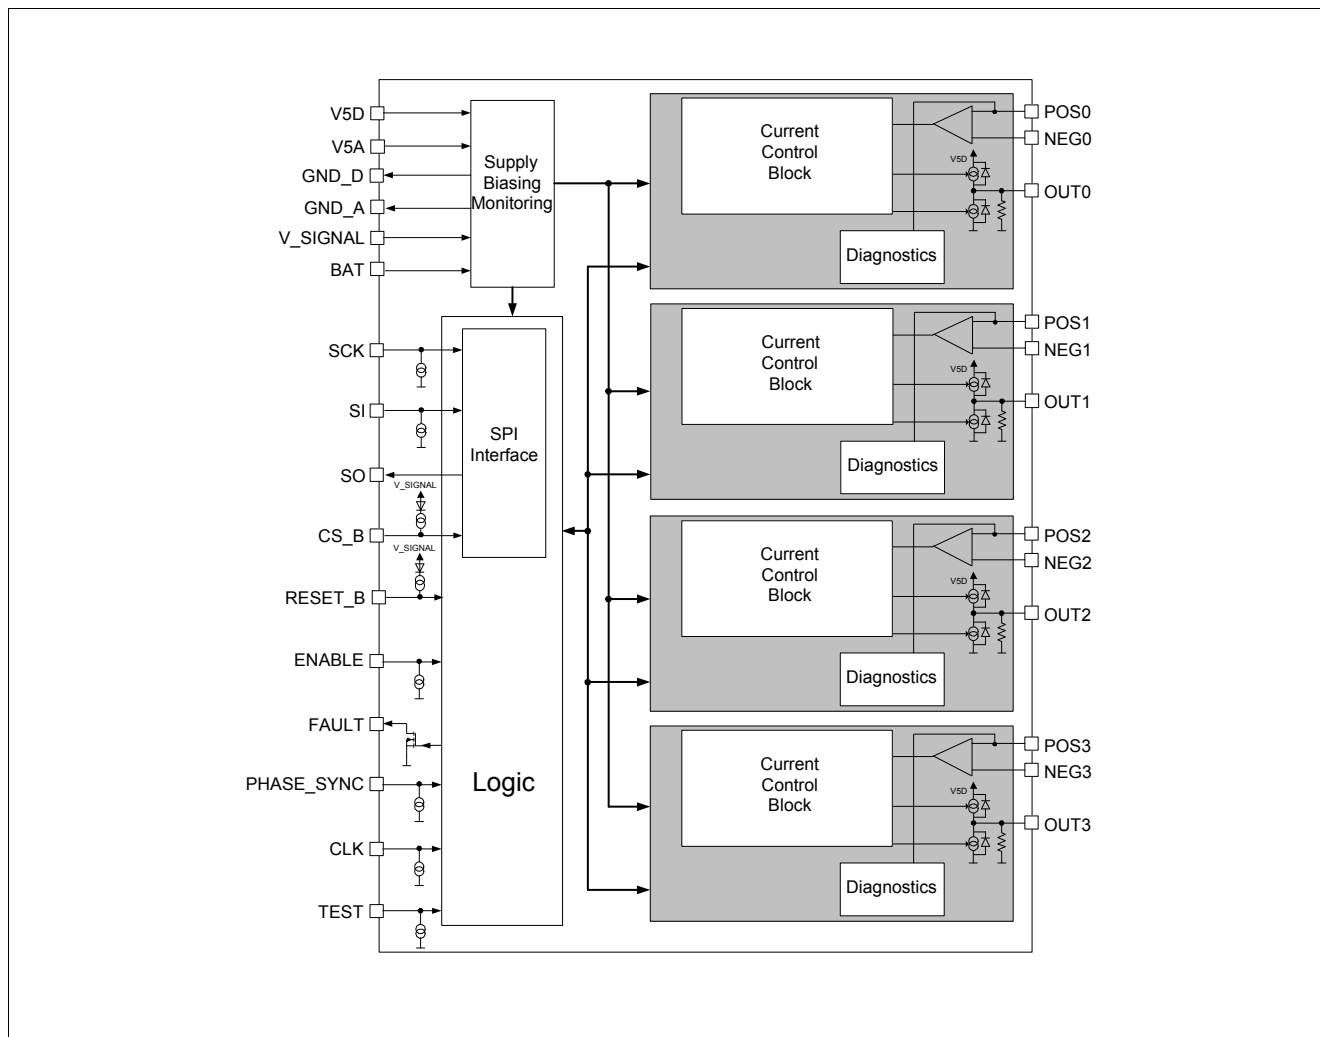 V5D
V5A
GND_D
GND_A
V_SIGNAL
BAT
Supply
Biasing
Monitoring
SCK
SI
SO
V_SIGNAL
CS_B
V_SIGNAL
RESET_B
ENABLE
FAULT
PHASE_SYNC
CLK
TEST
SPI
Interface
Logic
Current
Control
Block
V5D
Diagnostics
POS0
NEG0
OUT0
Current
Control
Block
V5D
Diagnostics
POS1
NEG1
OUT1
Current
Control
Block
V5D
Diagnostics
POS2
NEG2
OUT2
Current
Control
Block
V5D
Diagnostics
POS3
NEG3
OUT3